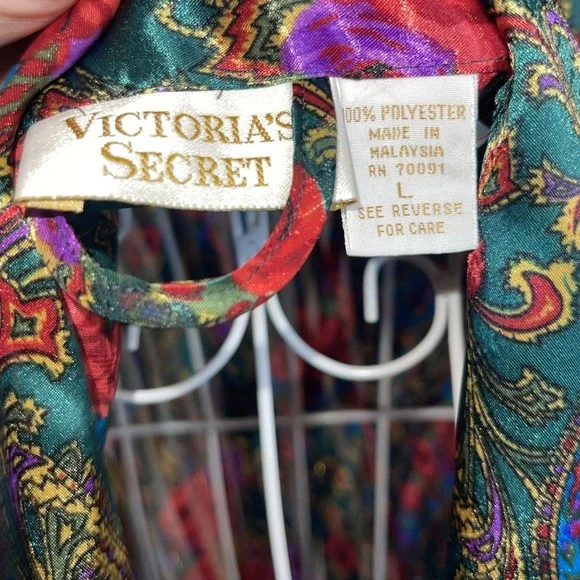 VICTORIA'S
SECRET
100% POLYESTER
MADE IN
MALAYSIA
RN 70091
L
SEE REVERSE
FOR CARE